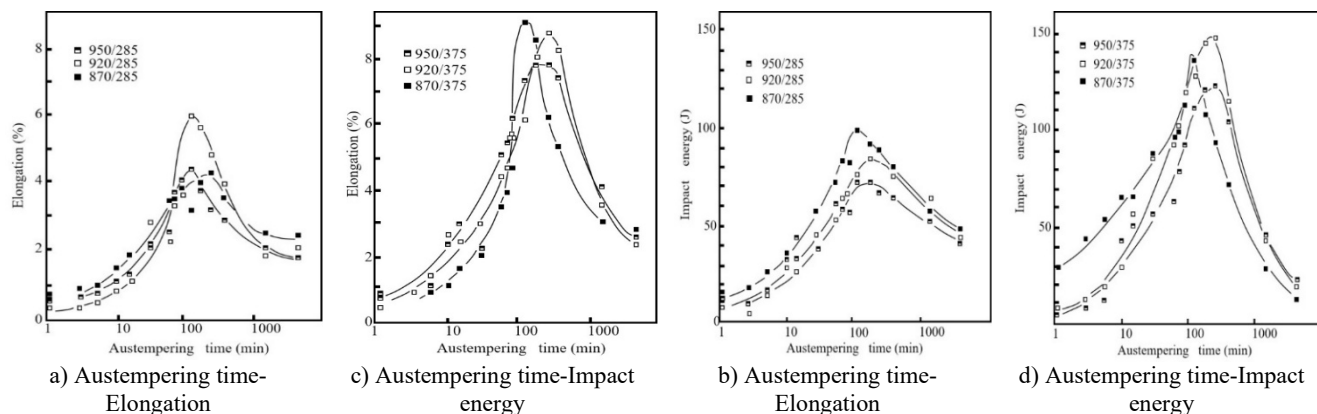 Elongation (%)
8
6
4
2
0
950/285
920/285
870/285
1
10
100
1000
Austempering time (min)
a) Austempering time-
Elongation
Elongation (%)
8
6
4
2
0
950/375
920/375
870/375
1
10
100
1000
Austempering time (min)
c) Austempering time-Impact
energy
Impact energy (J)
150
100
50
0
950/285
920/285
870/285
1
10
100
1000
Austempering time (min)
b) Austempering time-
Elongation
Impact energy (J)
150
100
50
0
950/375
920/375
870/375
1
10
100
1000
Austempering time (min)
d) Austempering time-Impact
energy